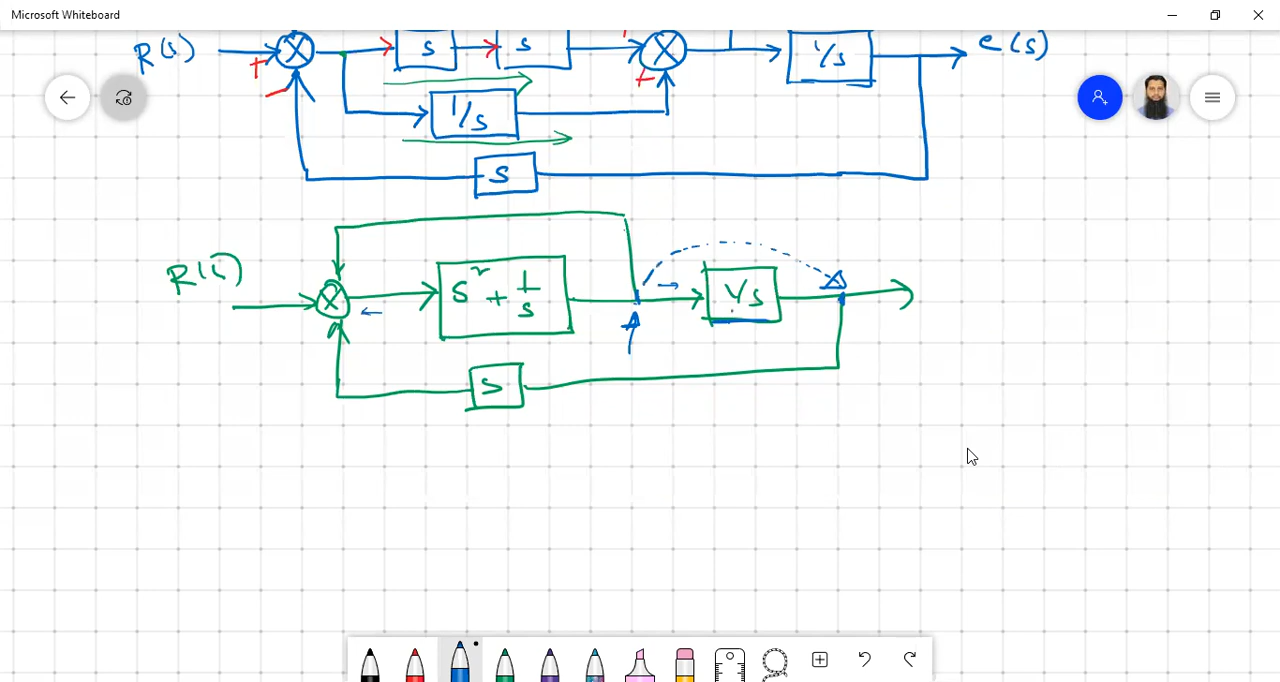 Microsoft Whiteboard
R(s)
+
-
s
s
+
1/s
c(s)
1/s
s
s² + 1/s
1/s
s